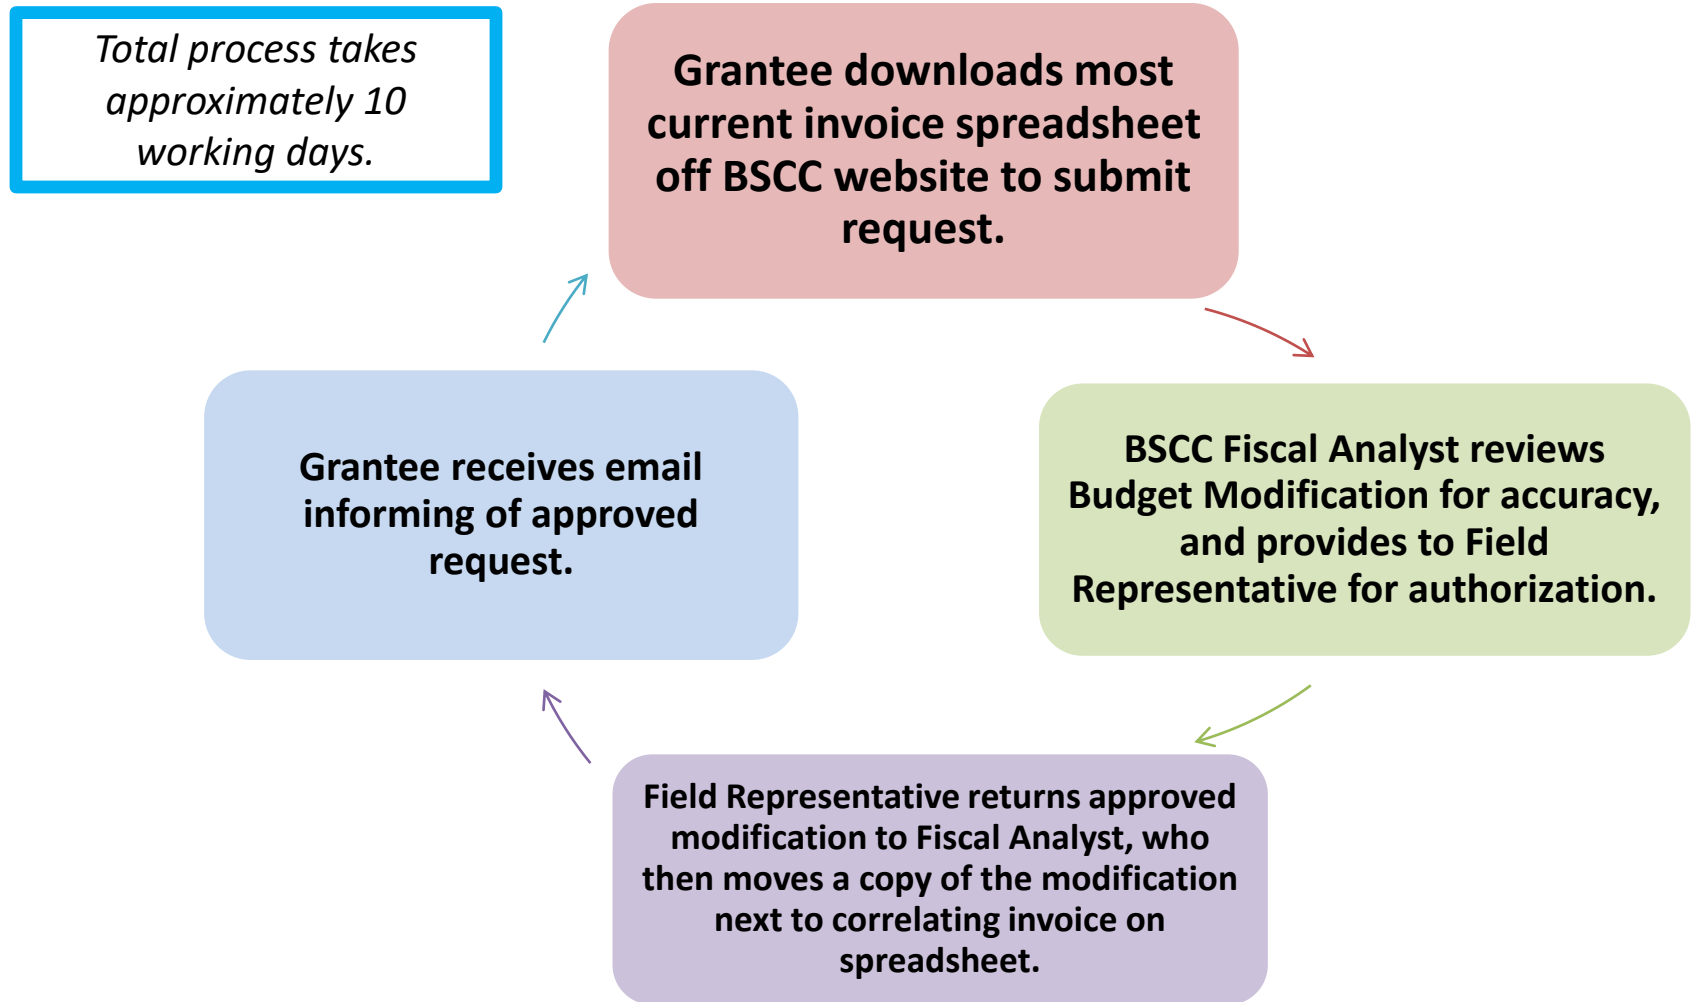 Total process takes
approximately 10
working days.
Grantee downloads most
current invoice spreadsheet
off BSCC website to submit
request.
BSCC Fiscal Analyst reviews
Budget Modification for accuracy,
and provides to Field
Representative for authorization.
Field Representative returns approved
modification to Fiscal Analyst, who
then moves a copy of the modification
next to correlating invoice on
spreadsheet.
Grantee receives email
informing of approved
request.